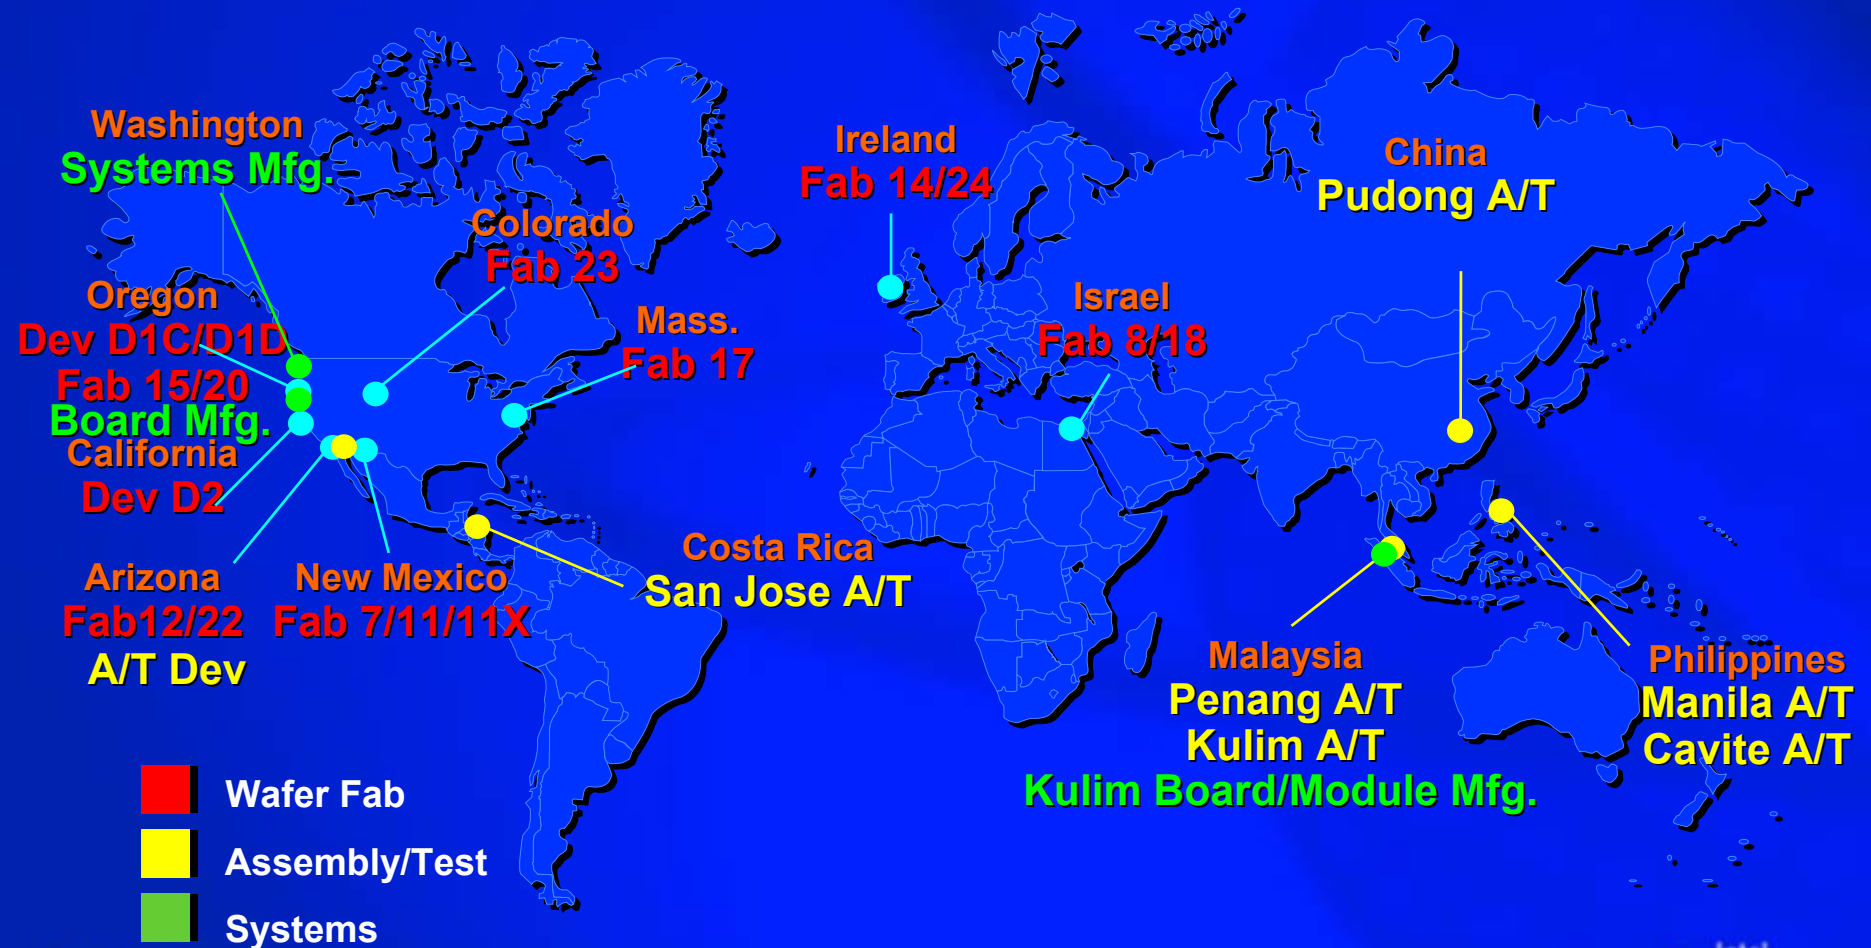 Washington
Systems Mfg.
Colorado
Fab 23
Oregon
Dev D1C/D1D
Fab 15/20
Board Mfg.
Mass.
Fab 17
California
Dev D2
Arizona
Fab12/22
A/T Dev
New Mexico
Fab 7/11/11X
Costa Rica
San Jose A/T
Ireland
Fab 14/24
Israel
Fab 8/18
China
Pudong A/T
Malaysia
Penang A/T
Kulim A/T
Kulim Board/Module Mfg.
Philippines
Manila A/T
Cavite A/T
Wafer Fab
Assembly/Test
Systems